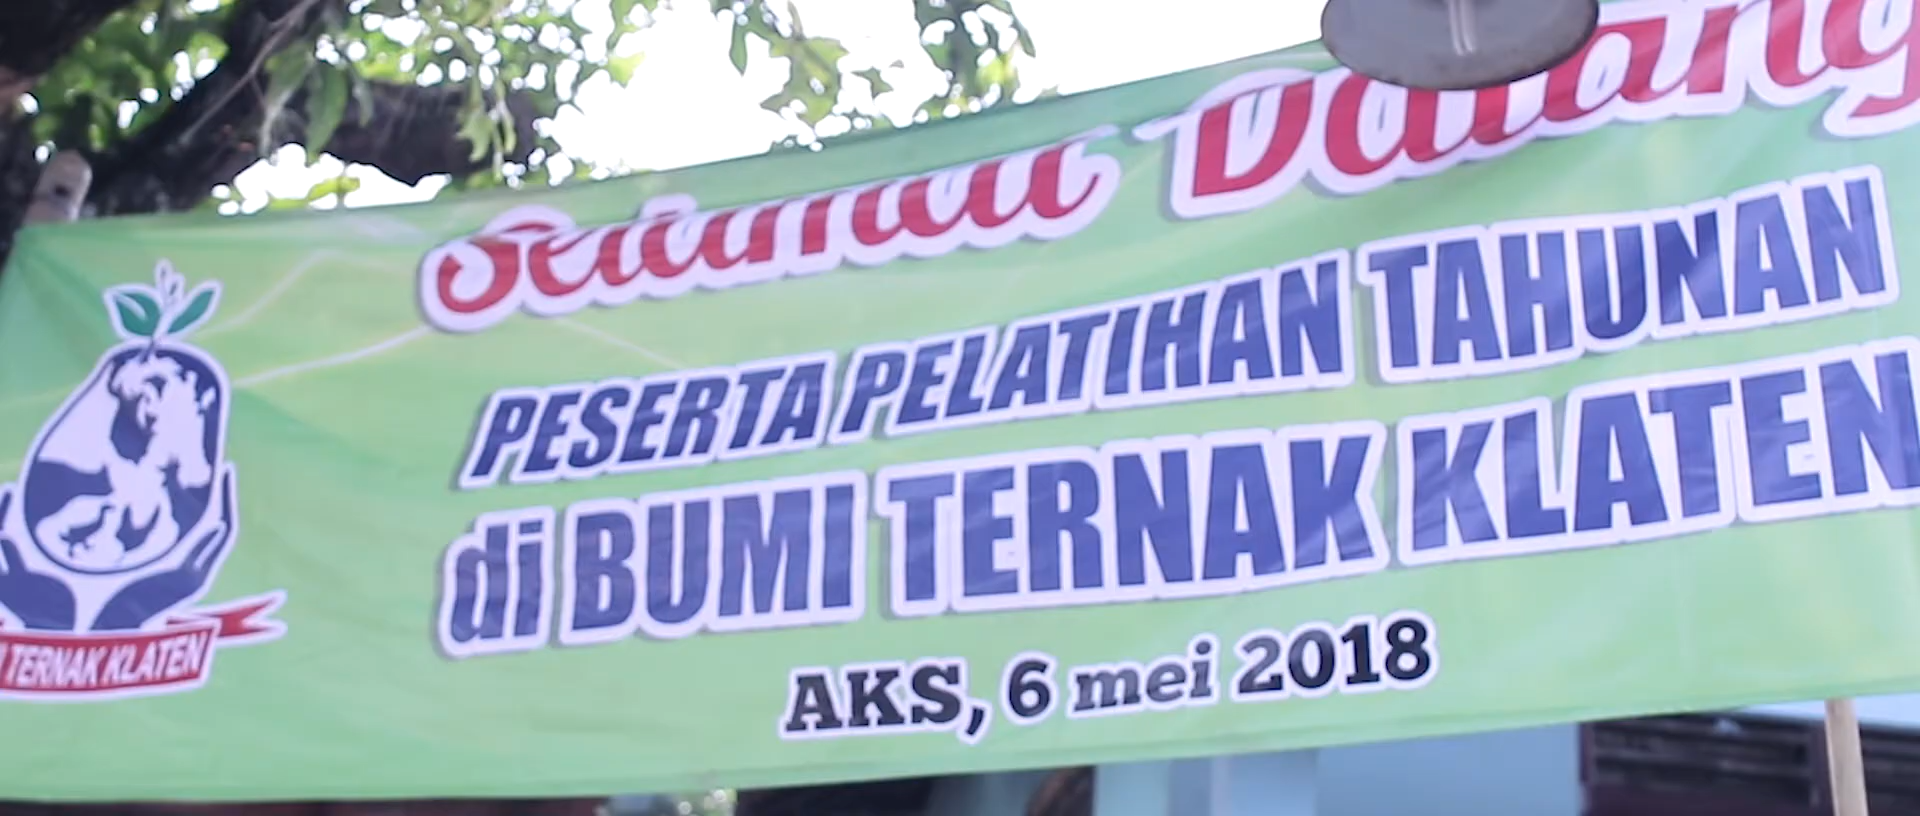 Selamat Datang
PESERTA PELATIHAN TAHUNAN
di BUMI TERNAK KLATEN
AKS, 6 mei 2018
TERNAK KLATEN